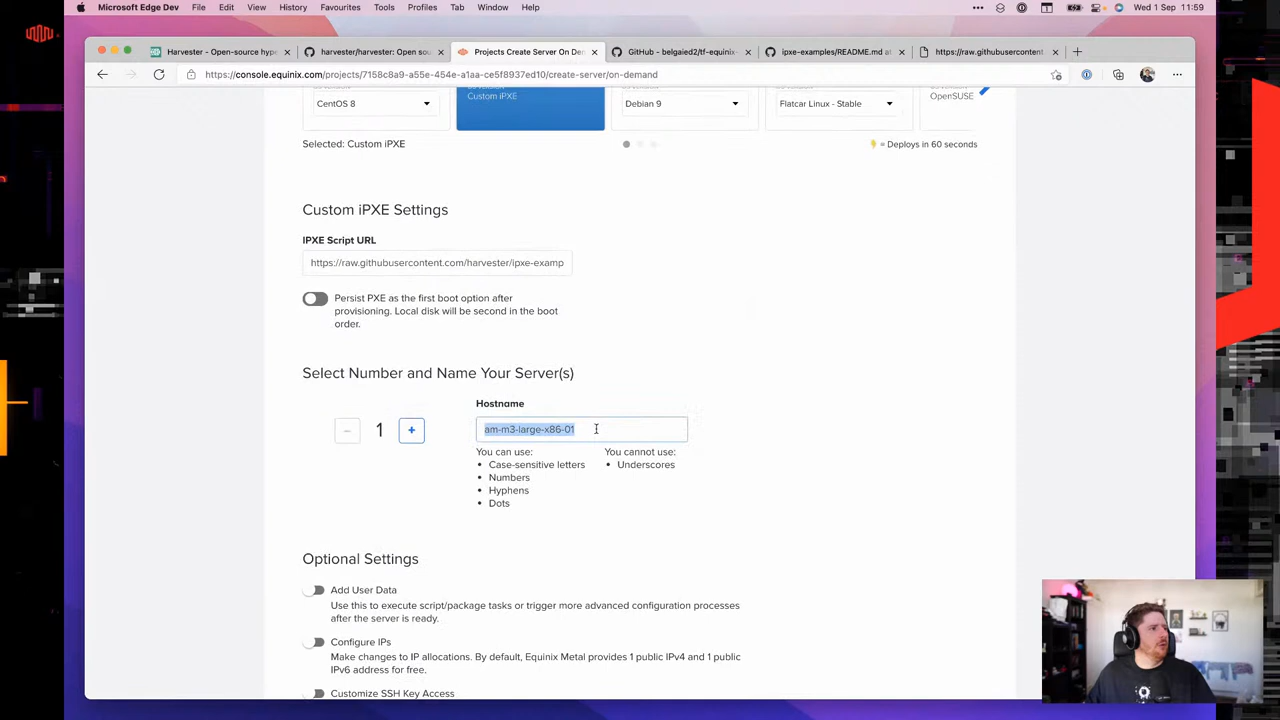 Microsoft Edge Dev File Edit View History Favourites Tools Profiles Tab Window Help
Wed 1 Sep 11:59
Harvester - Open-source hype
harvester/harvester: Open sou
Projects Create Server On Dem
GitHub - belgaied2/tf-equinix-
ipxe-examples/README.md at
https://raw.githubusercontent.
https://console.equinix.com/projects/7158c8a9-a55e-454e-a1aa-ce5f8937ed10/create-server/on-demand
Custom iPXE
OpenSUSE
CentOS 8
Debian 9
Flatcar Linux - Stable
Selected: Custom iPXE
= Deploys in 60 seconds
Custom iPXE Settings
IPXE Script URL
https://raw.githubusercontent.com/harvester/ipxe-examp
Persist PXE as the first boot option after
provisioning. Local disk will be second in the boot
order.
Select Number and Name Your Server(s)
Hostname
− 1 +
am-m3-large-x86-01
You can use:
• Case-sensitive letters
• Numbers
• Hyphens
• Dots
You cannot use:
• Underscores
Optional Settings
Add User Data
Use this to execute script/package tasks or trigger more advanced configuration processes
after the server is ready.
Configure IPs
Make changes to IP allocations. By default, Equinix Metal provides 1 public IPv4 and 1 public
IPv6 address for free.
Customize SSH Key Access